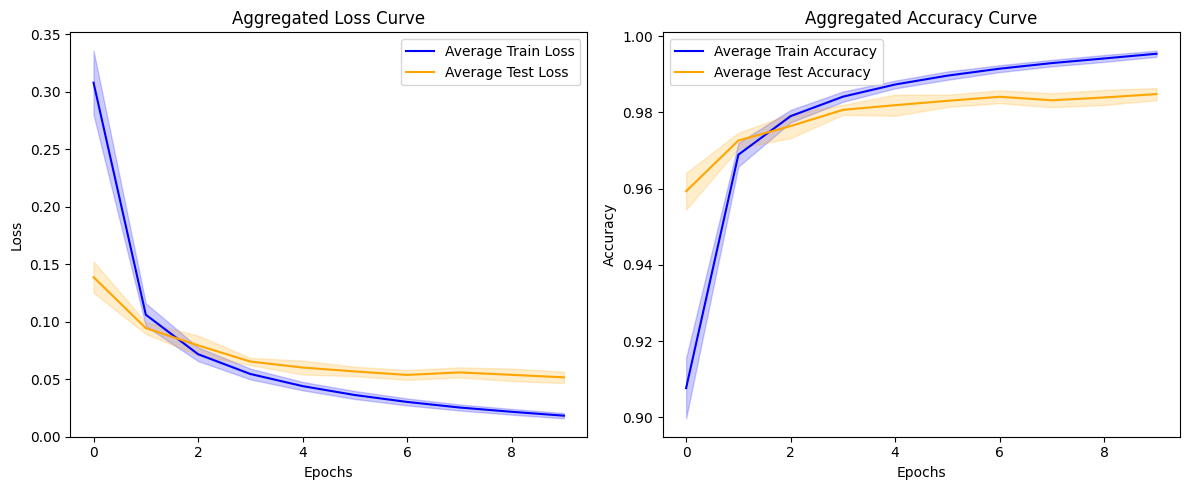 Aggregated Loss Curve
0.35
0.30
0.25
0.20
0.15
0.10
0.05
0.00
Loss
Average Train Loss
Average Test Loss
0 2 4 6 8
Epochs
Aggregated Accuracy Curve
1.00
0.98
0.96
0.94
0.92
0.90
Accuracy
Average Train Accuracy
Average Test Accuracy
0 2 4 6 8
Epochs